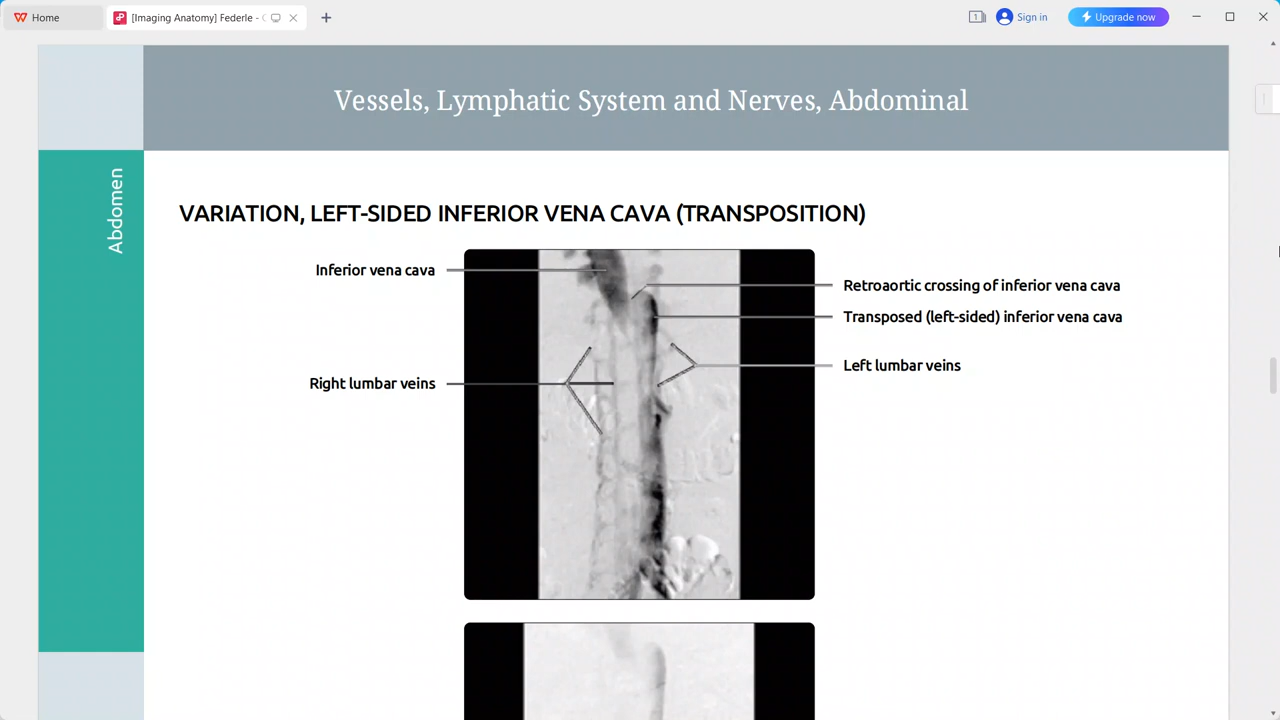 Home
[Imaging Anatomy] Federle -
1
Sign in
Upgrade now
Vessels, Lymphatic System and Nerves, Abdominal
Abdomen
VARIATION, LEFT-SIDED INFERIOR VENA CAVA (TRANSPOSITION)
Inferior vena cava
Retroaortic crossing of inferior vena cava
Transposed (left-sided) inferior vena cava
Left lumbar veins
Right lumbar veins